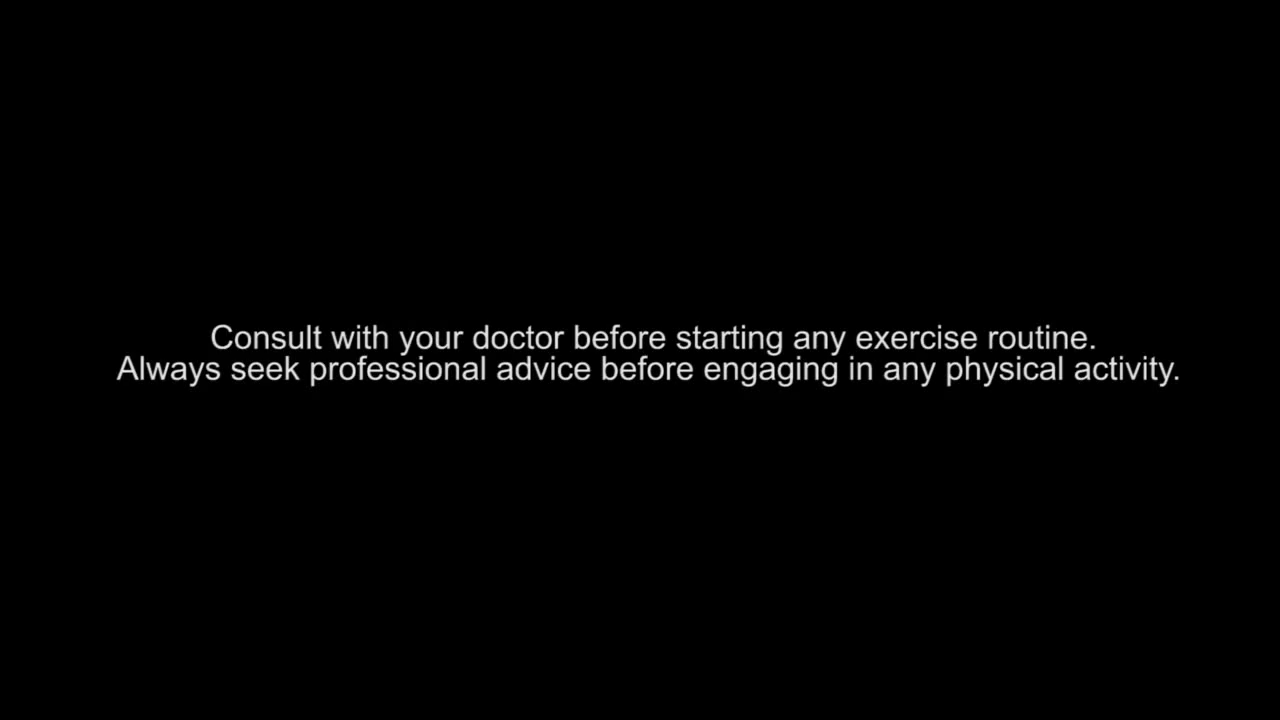 Consult with your doctor before starting any exercise routine.
Always seek professional advice before engaging in any physical activity.